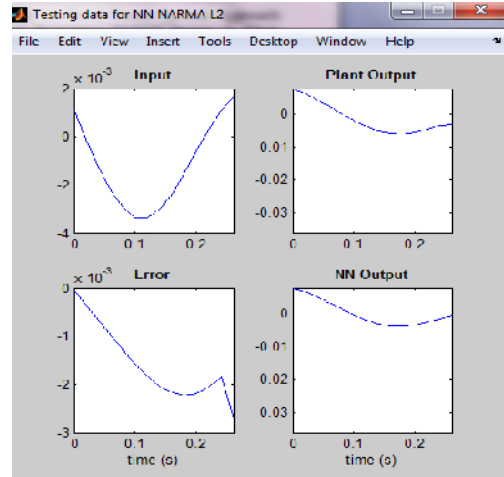 Testing data for NN NARMA L2
File Edit View Insert Tools Desktop Window Help
× 10⁻³ Input
2
0
-2
-4
0 0.1 0.2
Plant Output
0
0.01
-0.02
-0.03
0 0.1 0.2
× 10⁻³ Error
0
-1
-2
-3
0 0.1 0.2
time (s)
NN Output
0
-0.01
0.02
0.03
0 0.1 0.2
time (s)